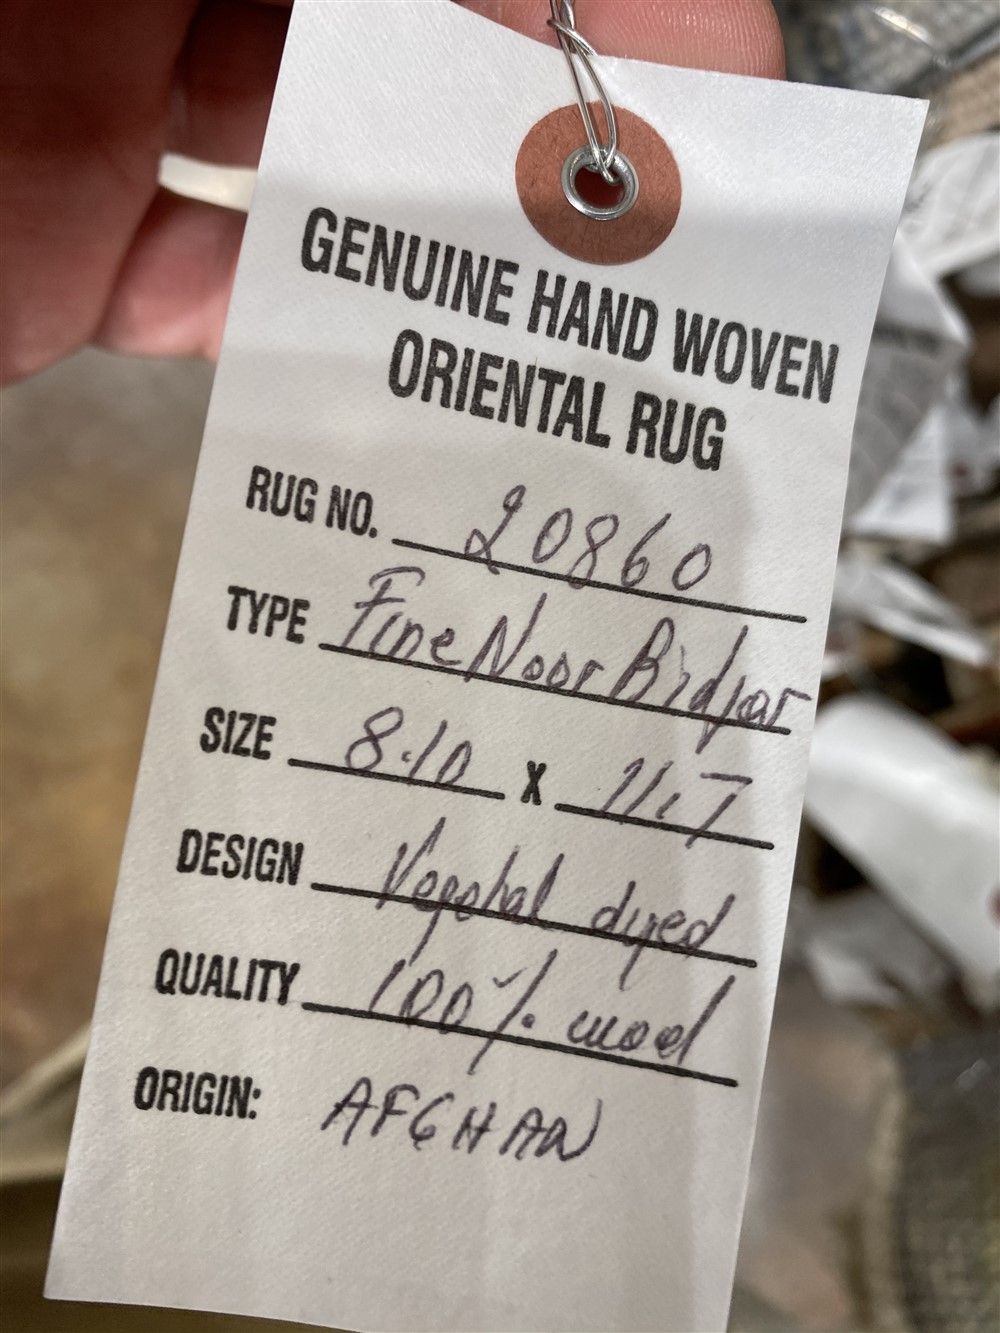 GENUINE HAND WOVEN
ORIENTAL RUG
RUG NO. 20860
TYPE Fine Noor Bidjar
SIZE 8.10 X 11.7
DESIGN Vegetal dyed
QUALITY 100% wool
ORIGIN: AFGHAN